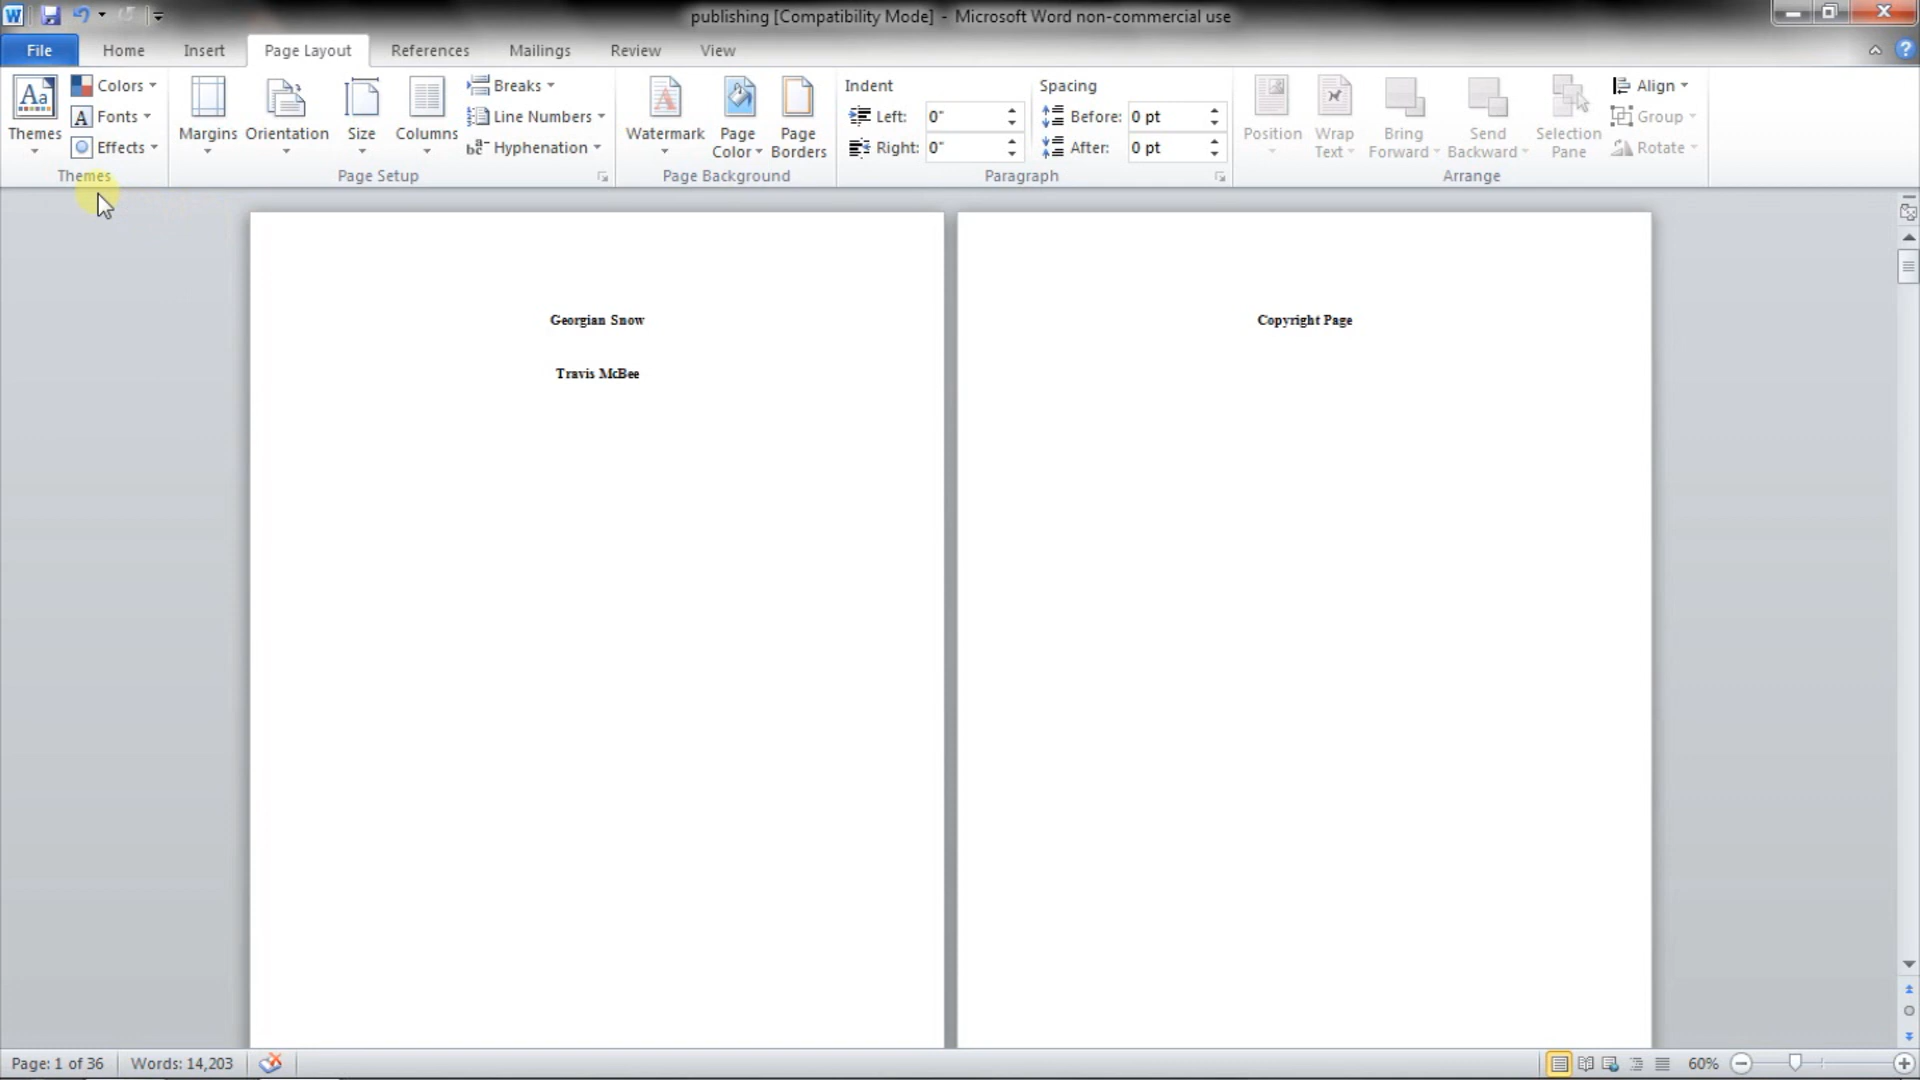 publishing [Compatibility Mode] - Microsoft Word non-commercial use
File Home Insert Page Layout References Mailings Review View
Themes
Colors
Fonts
Effects
Themes
Margins
Orientation
Size
Columns
Breaks
Line Numbers
Hyphenation
Page Setup
Watermark
Page Color
Page Borders
Page Background
Indent
Left: 0"
Right: 0"
Spacing
Before: 0 pt
After: 0 pt
Paragraph
Position
Wrap Text
Bring Forward
Send Backward
Selection Pane
Align
Group
Rotate
Arrange
Georgian Snow
Travis McBee
Copyright Page
Page: 1 of 36 Words: 14,203 60%